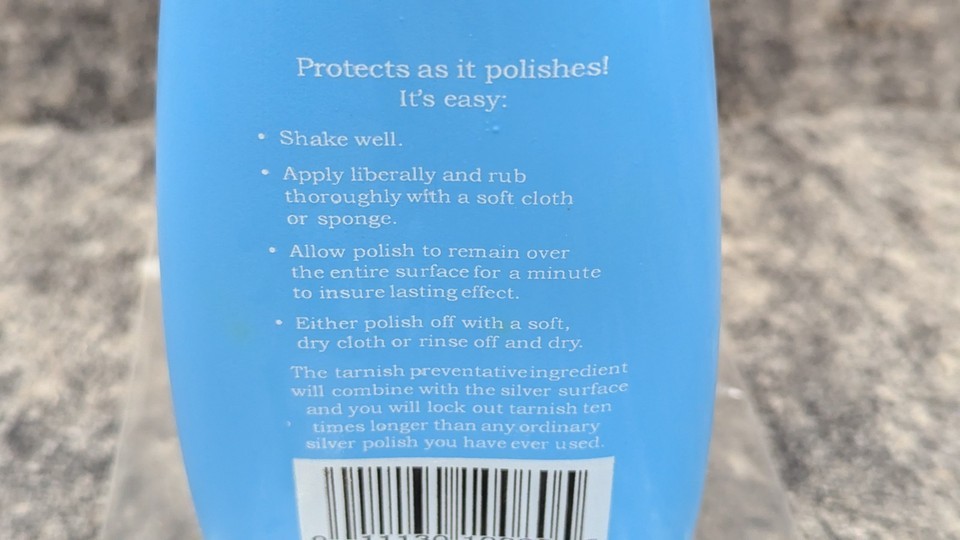 Protects as it polishes!
It's easy:
• Shake well.
• Apply liberally and rub
thoroughly with a soft cloth
or sponge.
• Allow polish to remain over
the entire surface for a minute
to insure lasting effect.
• Either polish off with a soft,
dry cloth or rinse off and dry.
The tarnish preventative ingredient
will combine with the silver surface
and you will lock out tarnish ten
times longer than any ordinary
silver polish you have ever used.